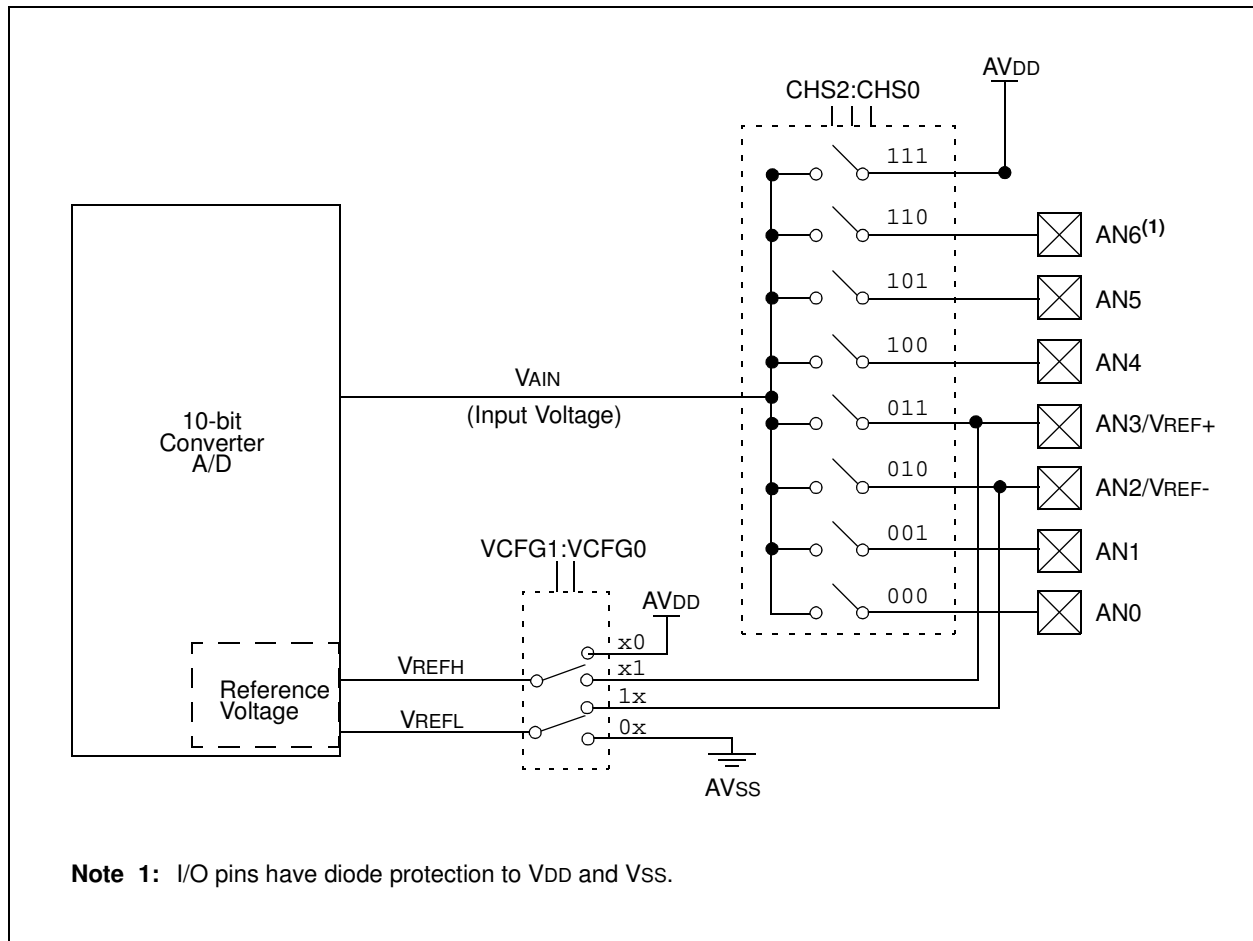 AVDD
CHS2:CHS0
111
110
AN6(1)
101
AN5
100
AN4
VAIN
(Input Voltage)
10-bit
Converter
A/D
011
AN3/VREF+
010
AN2/VREF-
VCFG1:VCFG0
001
AN1
AVDD
000
AN0
x0
VREFH
x1
Reference
Voltage
1x
VREFL
0x
AVSS
Note 1: I/O pins have diode protection to VDD and VSS.